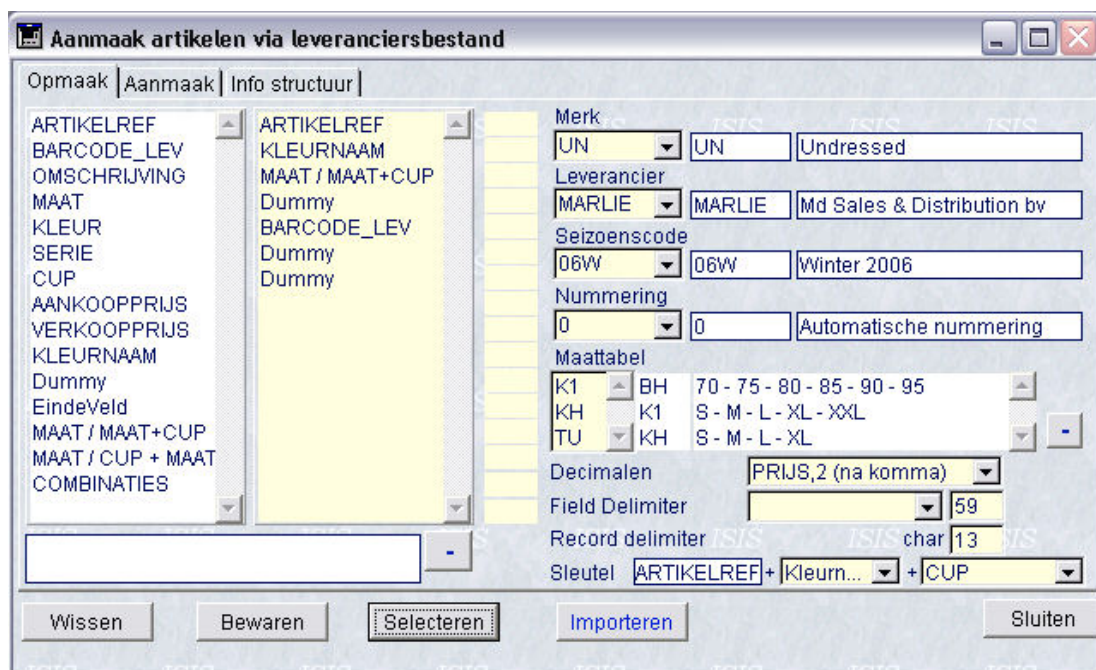 Aanmaak artikelen via leveranciersbestand
Opmaak Aanmaak Info structuur
ARTIKELREF
BARCODE_LEV
OMSCHRIJVING
MAAT
KLEUR
SERIE
CUP
AANKOOPPRIJS
VERKOOPPRIJS
KLEURNAAM
Dummy
EindeVeld
MAAT / MAAT+CUP
MAAT / CUP + MAAT
COMBINATIES
ARTIKELREF
KLEURNAAM
MAAT / MAAT+CUP
Dummy
BARCODE_LEV
Dummy
Dummy
-
Merk
UN UN Undressed
Leverancier
MARLIE MARLIE Md Sales & Distribution bv
Seizoenscode
06W 06W Winter 2006
Nummering
0 0 Automatische nummering
Maattabel
K1 BH 70 - 75 - 80 - 85 - 90 - 95
KH K1 S - M - L - XL - XXL
TU KH S - M - L - XL
-
Decimalen PRIJS,2 (na komma)
Field Delimiter 59
Record delimiter char 13
Sleutel ARTIKELREF + Kleurn... + CUP
Wissen Bewaren Selecteren Importeren Sluiten